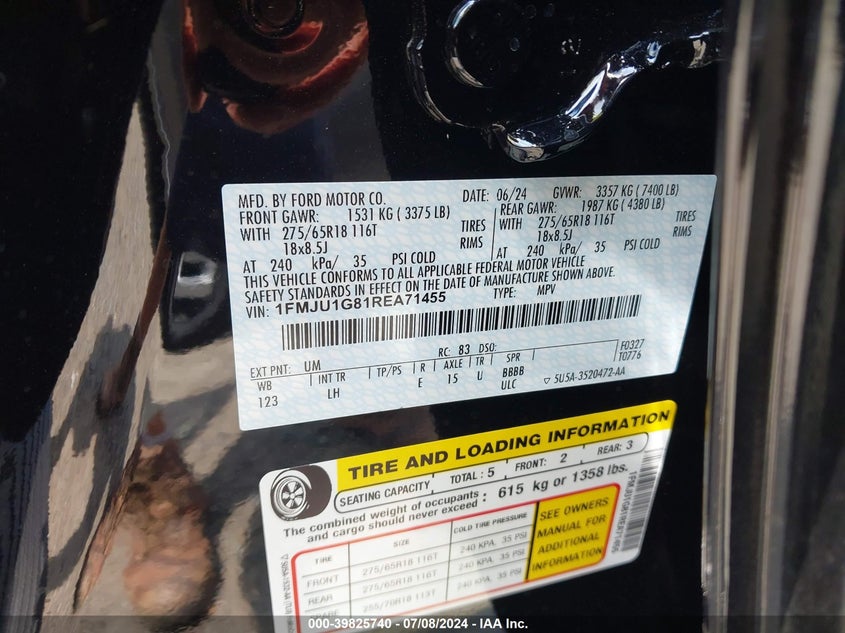 MFD. BY FORD MOTOR CO. DATE: 06/24 GVWR: 3357 KG (7400 LB)
FRONT GAWR: 1531 KG (3375 LB) REAR GAWR: 1987 KG (4380 LB)
WITH 275/65R18 116T TIRES WITH 275/65R18 116T TIRES
18x8.5J RIMS 18x8.5J RIMS
AT 240 kPa/ 35 PSI COLD AT 240 kPa/ 35 PSI COLD
THIS VEHICLE CONFORMS TO ALL APPLICABLE FEDERAL MOTOR VEHICLE
SAFETY STANDARDS IN EFFECT ON THE DATE OF MANUFACTURE SHOWN ABOVE.
VIN: 1FMJU1G81REA71455 TYPE: MPV
EXT PNT: UM RC: 83 DSO: F0327
WB INT TR TP/PS R AXLE TR SPR T0776
123 LH E 15 U BBBB
ULC 5U5A-3520472-AA
TIRE AND LOADING INFORMATION
SEATING CAPACITY TOTAL: 5 FRONT: 2 REAR: 3
The combined weight of occupants
and cargo should never exceed : 615 kg or 1358 lbs.
TIRE SIZE COLD TIRE PRESSURE
FRONT 275/65R18 116T 240 KPA, 35 PSI
REAR 275/65R18 116T 240 KPA, 35 PSI
240 KPA, 35 PSI
SEE OWNERS
MANUAL FOR
ADDITIONAL
INFORMATION
1FMJU1G81REA71455
000-39825740 - 07/08/2024 - IAA Inc.